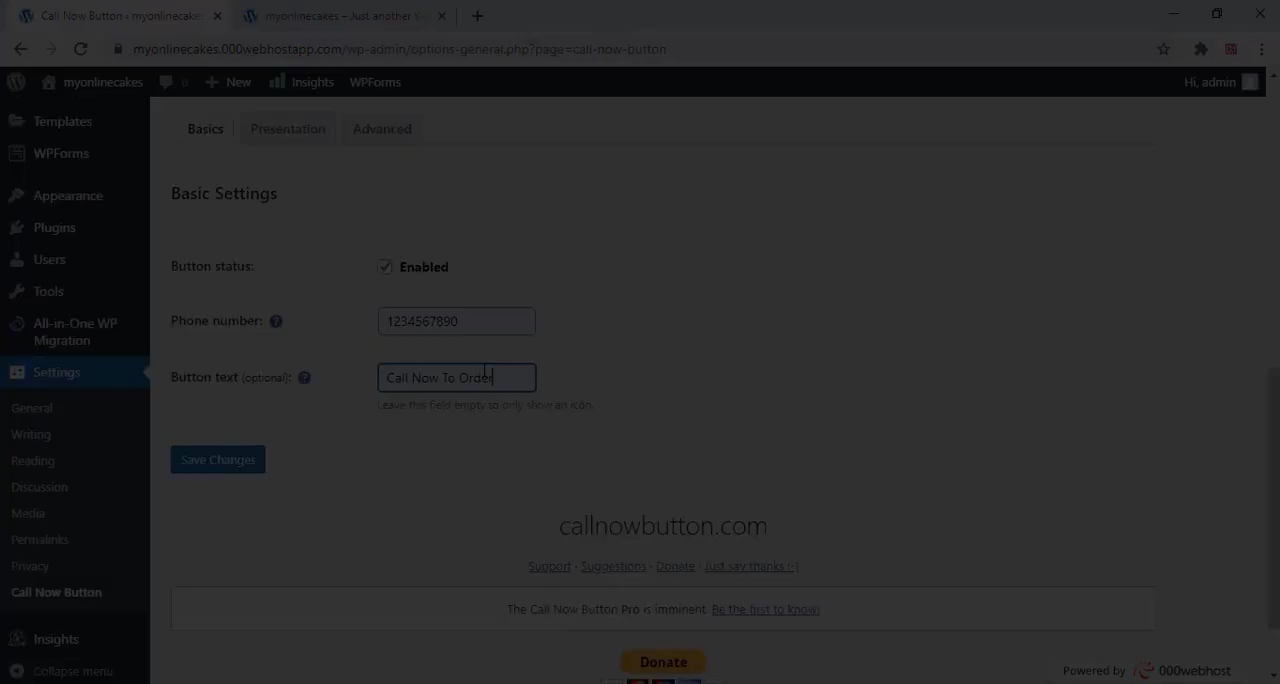 Call Now Button ‹ myonlinecakes
myonlinecakes – Just another
myonlinecakes.000webhostapp.com/wp-admin/options-general.php?page=call-now-button
myonlinecakes 0 New Insights WPForms Hi, admin
Templates
WPForms
Appearance
Plugins
Users
Tools
All-in-One WP
Migration
Settings
General
Writing
Reading
Discussion
Media
Permalinks
Privacy
Call Now Button
Insights
Collapse menu
Basics Presentation Advanced
Basic Settings
Button status: Enabled
Phone number: ? 1234567890
Button text (optional): ? Call Now To Order
Leave this field empty so only show an icon.
Save Changes
callnowbutton.com
Support · Suggestions · Donate · Just say thanks :-)
The Call Now Button Pro is imminent. Be the first to know!
Donate
Powered by 000webhost